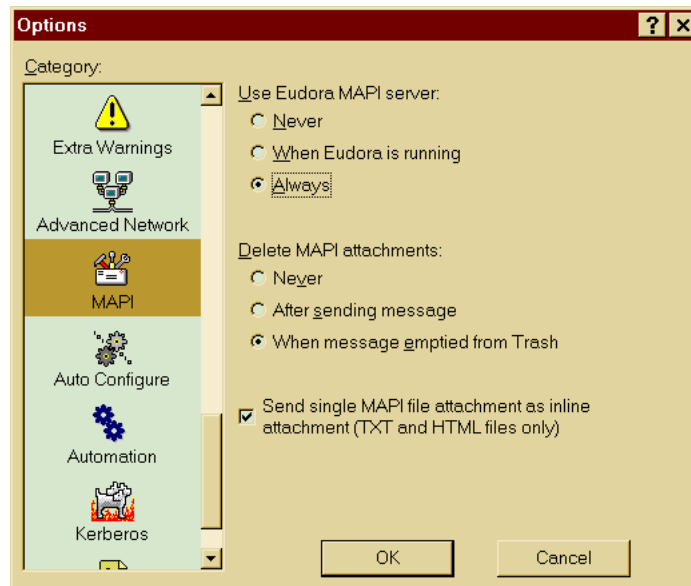 Options
Category:
Extra Warnings
Advanced Network
MAPI
Auto Configure
Automation
Kerberos
Use Eudora MAPI server:
Never
When Eudora is running
Always
Delete MAPI attachments:
Never
After sending message
When message emptied from Trash
Send single MAPI file attachment as inline
attachment (TXT and HTML files only)
OK
Cancel